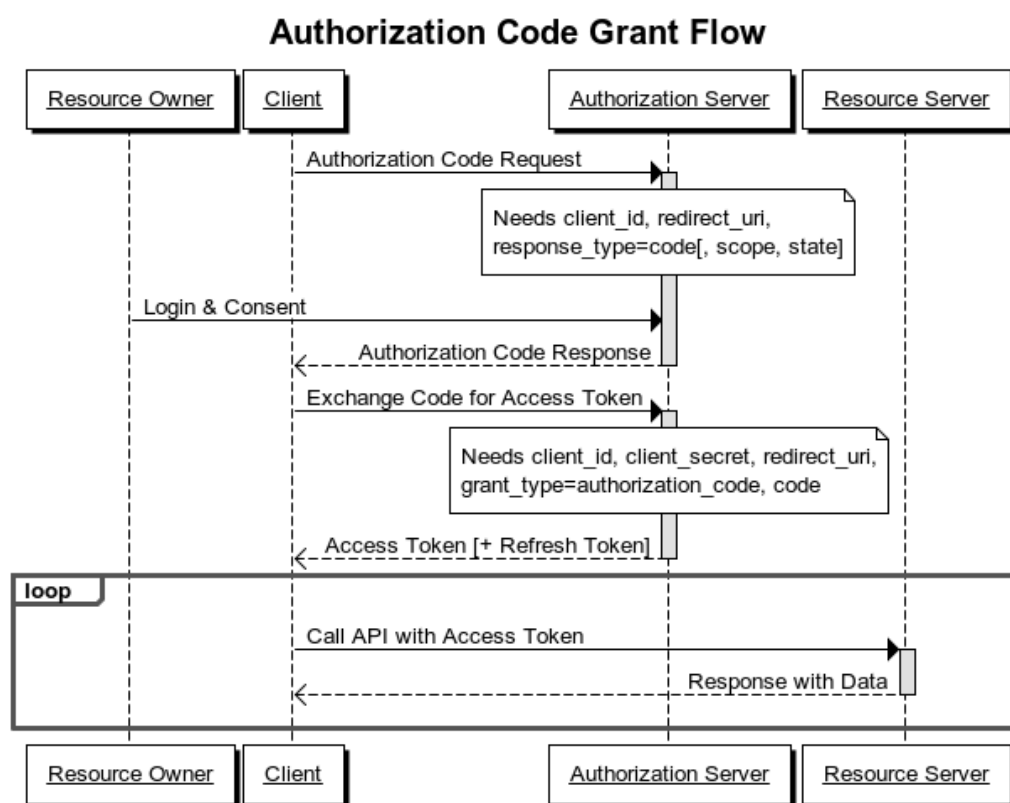 Authorization Code Grant Flow
Resource Owner
Client
Authorization Server
Resource Server
Authorization Code Request
Needs client_id, redirect_uri,
response_type=code[, scope, state]
Login & Consent
Authorization Code Response
Exchange Code for Access Token
Needs client_id, client_secret, redirect_uri,
grant_type=authorization_code, code
Access Token [+ Refresh Token]
loop
Call API with Access Token
Response with Data
Resource Owner
Client
Authorization Server
Resource Server